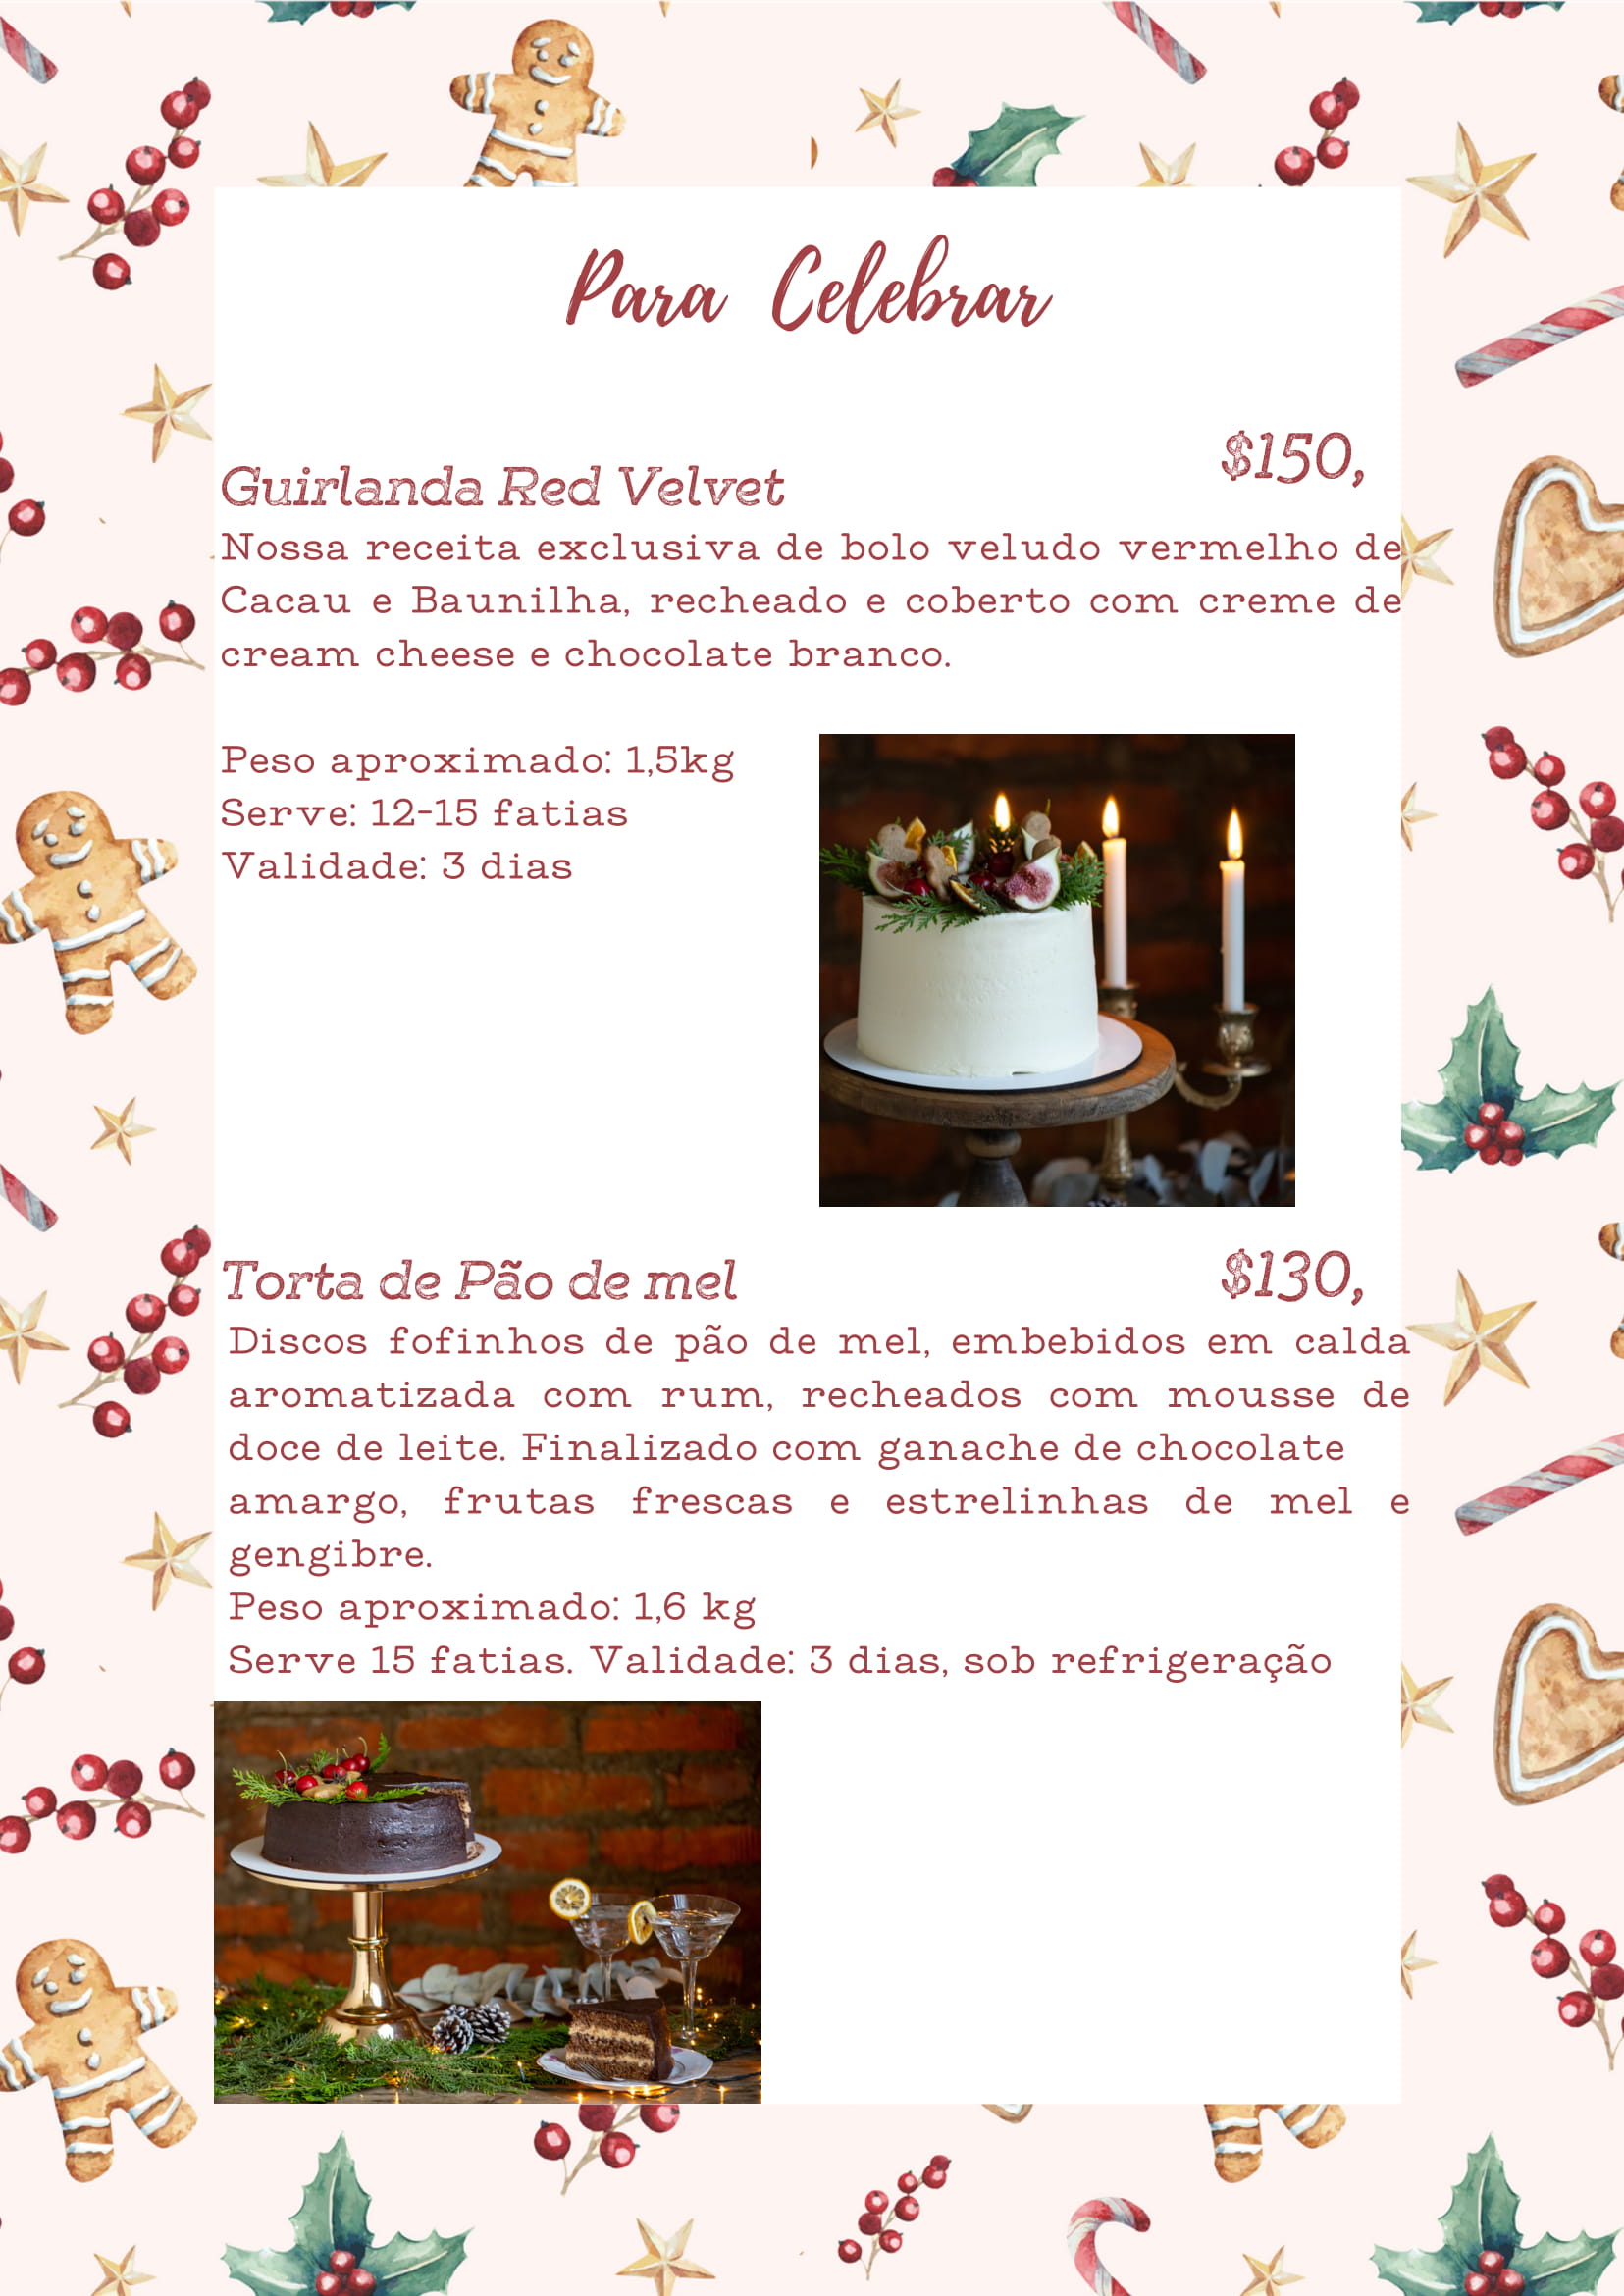 Para Celebrar
$150,
Guirlanda Red Velvet
Nossa receita exclusiva de bolo veludo vermelho de
Cacau e Baunilha, recheado e coberto com creme de
cream cheese e chocolate branco.
Peso aproximado: 1,5kg
Serve: 12-15 fatias
Validade: 3 dias
Torta de Pão de mel
$130,
Discos fofinhos de pão de mel, embebidos em calda
aromatizada com rum, recheados com mousse de
doce de leite. Finalizado com ganache de chocolate
amargo, frutas frescas e estrelinhas de mel e
gengibre.
Peso aproximado: 1,6 kg
Serve 15 fatias. Validade: 3 dias, sob refrigeração